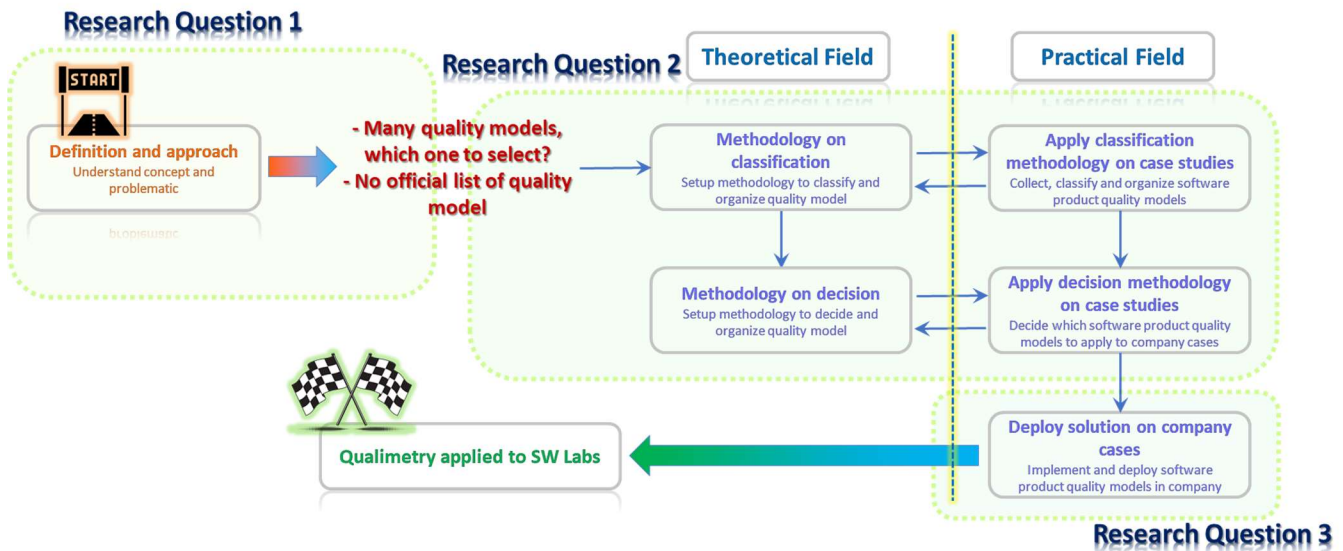 Research Question 1
START
Definition and approach
Understand concept and
problematic
- Many quality models,
which one to select?
- No official list of quality
model
Research Question 2
Theoretical Field
Practical Field
Methodology on
classification
Setup methodology to classify and
organize quality model
Apply classification
methodology on case studies
Collect, classify and organize software
product quality models
Methodology on decision
Setup methodology to decide and
organize quality model
Apply decision methodology
on case studies
Decide which software product quality
models to apply to company cases
Deploy solution on company
cases
Implement and deploy software
product quality models in company
Qualimetry applied to SW Labs
Research Question 3